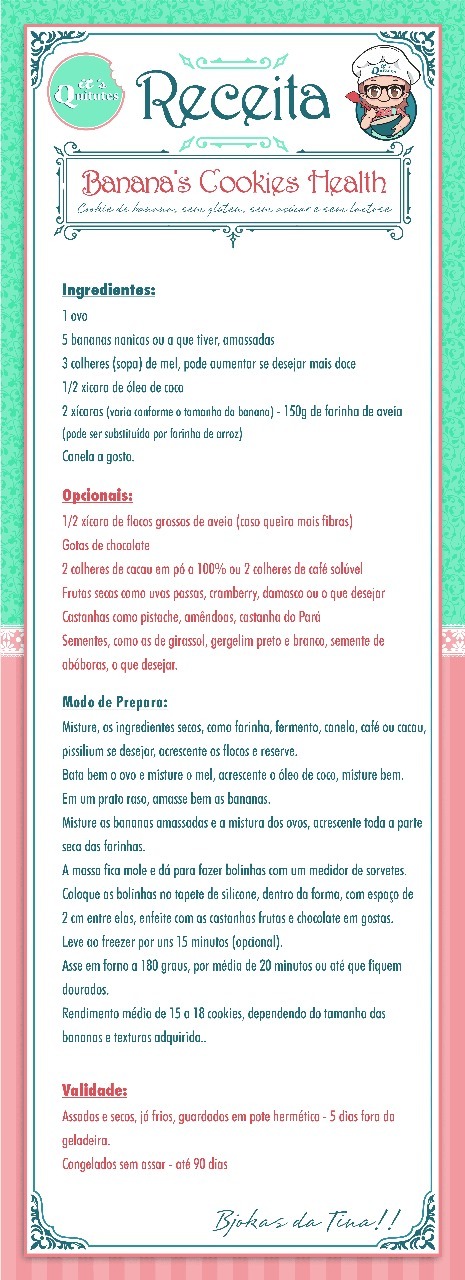 it's
Quitutes
Receita
Quitutes
Banana's Cookies Health
Cookie de banana, sem glúten, sem açúcar e sem lactose
Ingredientes:
1 ovo
5 bananas nanicas ou a que tiver, amassadas
3 colheres (sopa) de mel, pode aumentar se desejar mais doce
1/2 xicara de óleo de coco
2 xícaras (varia conforme o tamanho da banana) - 150g de farinha de aveia
(pode ser substituída por farinha de arroz)
Canela a gosto.
Opcionais:
1/2 xícara de flocos grossos de aveia (caso queira mais fibras)
Gotas de chocolate
2 colheres de cacau em pó a 100% ou 2 colheres de café solúvel
Frutas secas como uvas passas, cramberry, damasco ou o que desejar
Castanhas como pistache, amêndoas, castanha do Pará
Sementes, como as de girassol, gergelim preto e branco, semente de
abóboras, o que desejar.
Modo de Preparo:
Misture, os ingredientes secos, como farinha, fermento, canela, café ou cacau,
pissilium se desejar, acrescente os flocos e reserve.
Bata bem o ovo e misture o mel, acrescente o óleo de coco, misture bem.
Em um prato raso, amasse bem as bananas.
Misture as bananas amassadas e a mistura dos ovos, acrescente toda a parte
seca das farinhas.
A massa fica mole e dá para fazer bolinhas com um medidor de sorvetes.
Coloque as bolinhas no tapete de silicone, dentro da forma, com espaço de
2 cm entre elas, enfeite com as castanhas frutas e chocolate em gostas.
Leve ao freezer por uns 15 minutos (opcional).
Asse em forno a 180 graus, por média de 20 minutos ou até que fiquem
dourados.
Rendimento médio de 15 a 18 cookies, dependendo do tamanho das
bananas e texturas adquirida..
Validade:
Assados e secos, já frios, guardados em pote hermético - 5 dias fora da
geladeira.
Congelados sem assar - até 90 dias
Bjokas da Tina!!